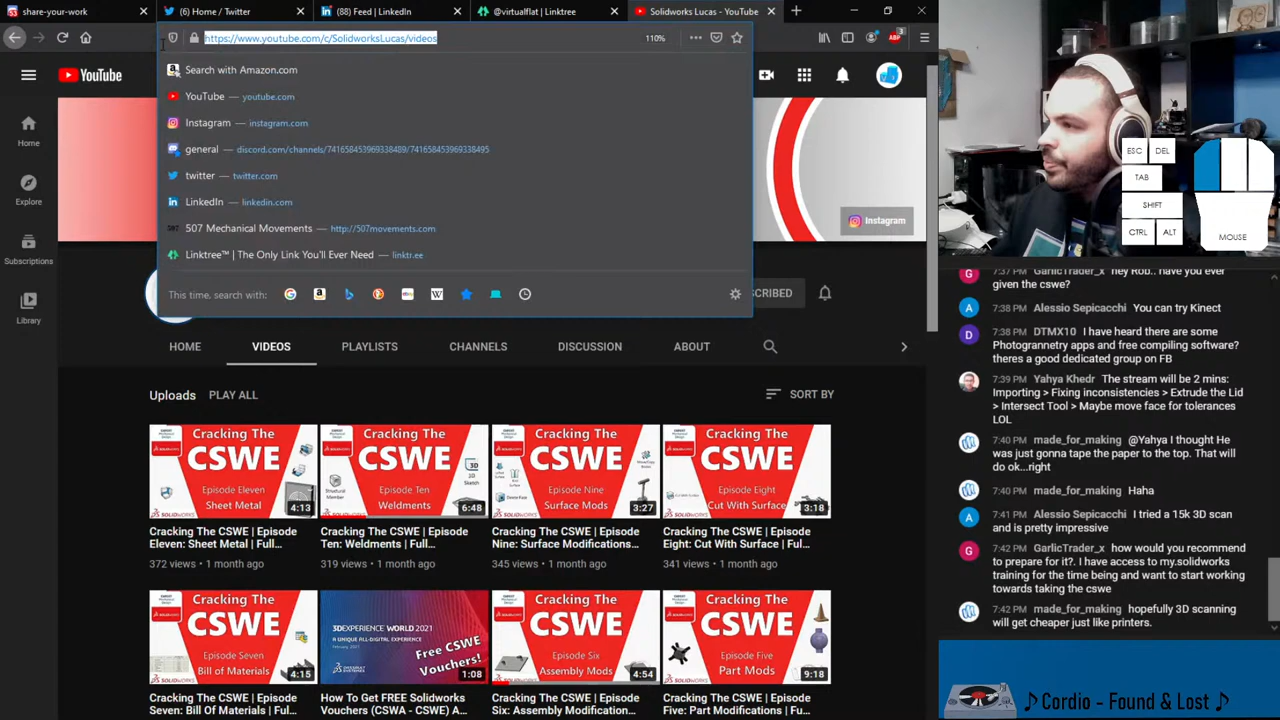 share-your-work
(6) Home / Twitter
(88) Feed | LinkedIn
@virtualflat | Linktree
Solidworks Lucas - YouTube
https://www.youtube.com/c/SolidworksLucas/videos
110%
3
YouTube
Search with Amazon.com
YouTube — youtube.com
Instagram — instagram.com
general — discord.com/channels/741658453969338489/741658453969338495
twitter — twitter.com
LinkedIn — linkedin.com
507 Mechanical Movements — http://507movements.com
Linktree™ | The Only Link You'll Ever Need — linktr.ee
This time, search with:
Home
Explore
Subscriptions
Library
Instagram
SCRIBED
HOME
VIDEOS
PLAYLISTS
CHANNELS
DISCUSSION
ABOUT
Uploads
PLAY ALL
SORT BY
Cracking The
CSWE
Episode Eleven
Sheet Metal
4:13
Cracking The
CSWE
Episode Ten
Weldments
6:48
Cracking The
CSWE
Episode Nine
Surface Mods
3:27
Cracking The
CSWE
Episode Eight
Cut With Surface
3:18
Cracking The CSWE | Episode
Eleven: Sheet Metal | Full...
372 views • 1 month ago
Cracking The CSWE | Episode
Ten: Weldments | Full...
319 views • 1 month ago
Cracking The CSWE | Episode
Nine: Surface Modifications...
345 views • 1 month ago
Cracking The CSWE | Episode
Eight: Cut With Surface | Fu...
341 views • 1 month ago
Cracking The
CSWE
Episode Seven
Bill of Materials
4:15
3DEXPERIENCE WORLD 2021
A UNIQUE ALL-DIGITAL EXPERIENCE
Free CSWE
Vouchers!
1:08
Cracking The
CSWE
Episode Six
Assembly Mods
4:54
Cracking The
CSWE
Episode Five
Part Mods
9:18
Cracking The CSWE | Episode
Seven: Bill Of Materials | Full...
How To Get FREE Solidworks
Vouchers (CSWA - CSWE) A...
Cracking The CSWE | Episode
Six: Assembly Modification...
Cracking The CSWE | Episode
Five: Part Modifications | Full...
ESC
DEL
TAB
SHIFT
CTRL
ALT
MOUSE
7:37 PM GarlicTrader_x hey Rob.. have you ever
given the cswe?
7:38 PM Alessio Sepicacchi You can try Kinect
7:38 PM DTMX10 I have heard there are some
Photogrannetry apps and free compiling software?
theres a good dedicated group on FB
7:39 PM Yahya Khedr The stream will be 2 mins:
Importing > Fixing inconsistencies > Extrude the Lid
> Intersect Tool > Maybe move face for tolerances
LOL
7:40 PM made_for_making @Yahya I thought He
was just gonna tape the paper to the top. That will
do ok...right
7:40 PM made_for_making Haha
7:41 PM Alessio Sepicacchi I tried a 15k 3D scan
and is pretty impressive
7:42 PM GarlicTrader_x how would you recommend
to prepare for it?. I have access to my.solidworks
training for the time being and want to start working
towards taking the cswe
7:42 PM made_for_making hopefully 3D scanning
will get cheaper just like printers.
♪ Cordio - Found & Lost ♪